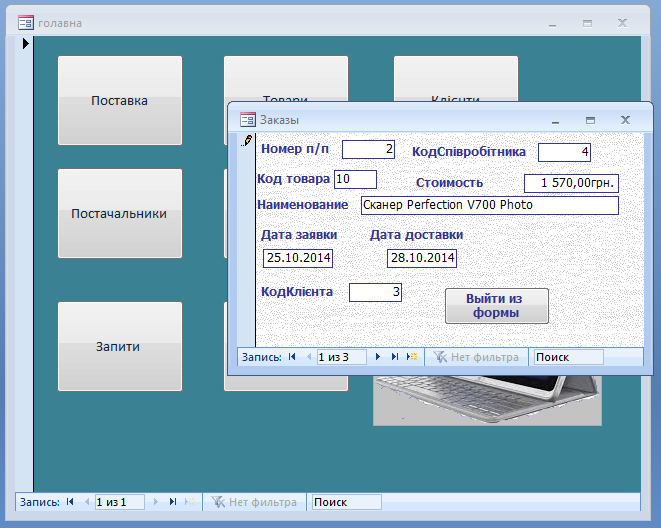 головна
Поставка
Товари
Клієнти
Постачальники
Запити
Заказы
Номер п/п 2 КодСпівробітника 4
Код товара 10 Стоимость 1 570,00грн.
Наименование Сканер Perfection V700 Photo
Дата заявки Дата доставки
25.10.2014 28.10.2014
КодКлієнта 3
Выйти из
формы
Запись: 1 из 3 Нет фильтра Поиск
Запись: 1 из 1 Нет фильтра Поиск